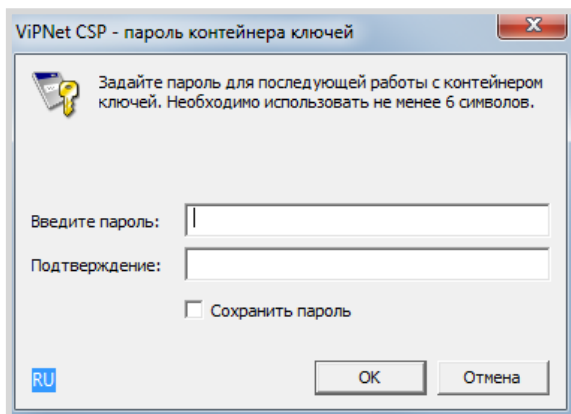 ViPNet CSP - пароль контейнера ключей
Задайте пароль для последующей работы с контейнером
ключей. Необходимо использовать не менее 6 символов.
Введите пароль:
Подтверждение:
Сохранить пароль
RU
OK
Отмена